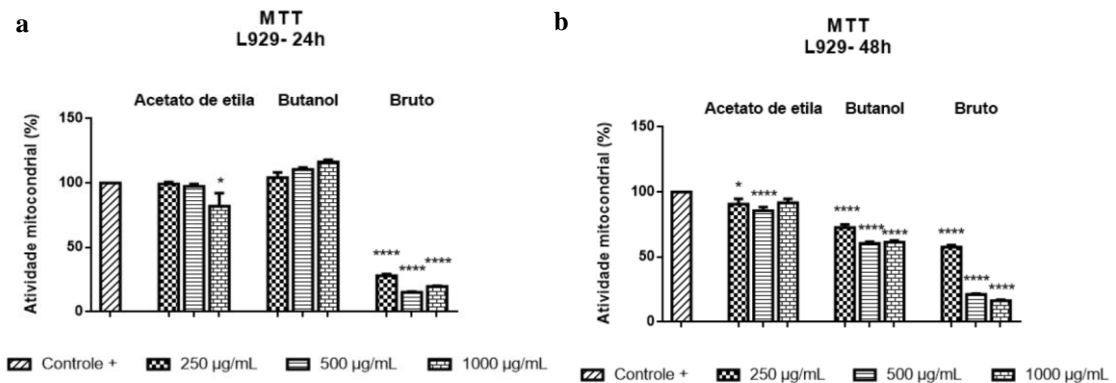 a
MTT
L929- 24h
Acetato de etila Butanol Bruto
Atividade mitocondrial (%)
150
100
50
0
*
**** **** ****
Controle + 250 µg/mL 500 µg/mL 1000 µg/mL
b
MTT
L929- 48h
Acetato de etila Butanol Bruto
Atividade mitocondrial (%)
150
100
50
0
* ****
**** **** ****
**** **** ****
Controle + 250 µg/mL 500 µg/mL 1000 µg/mL